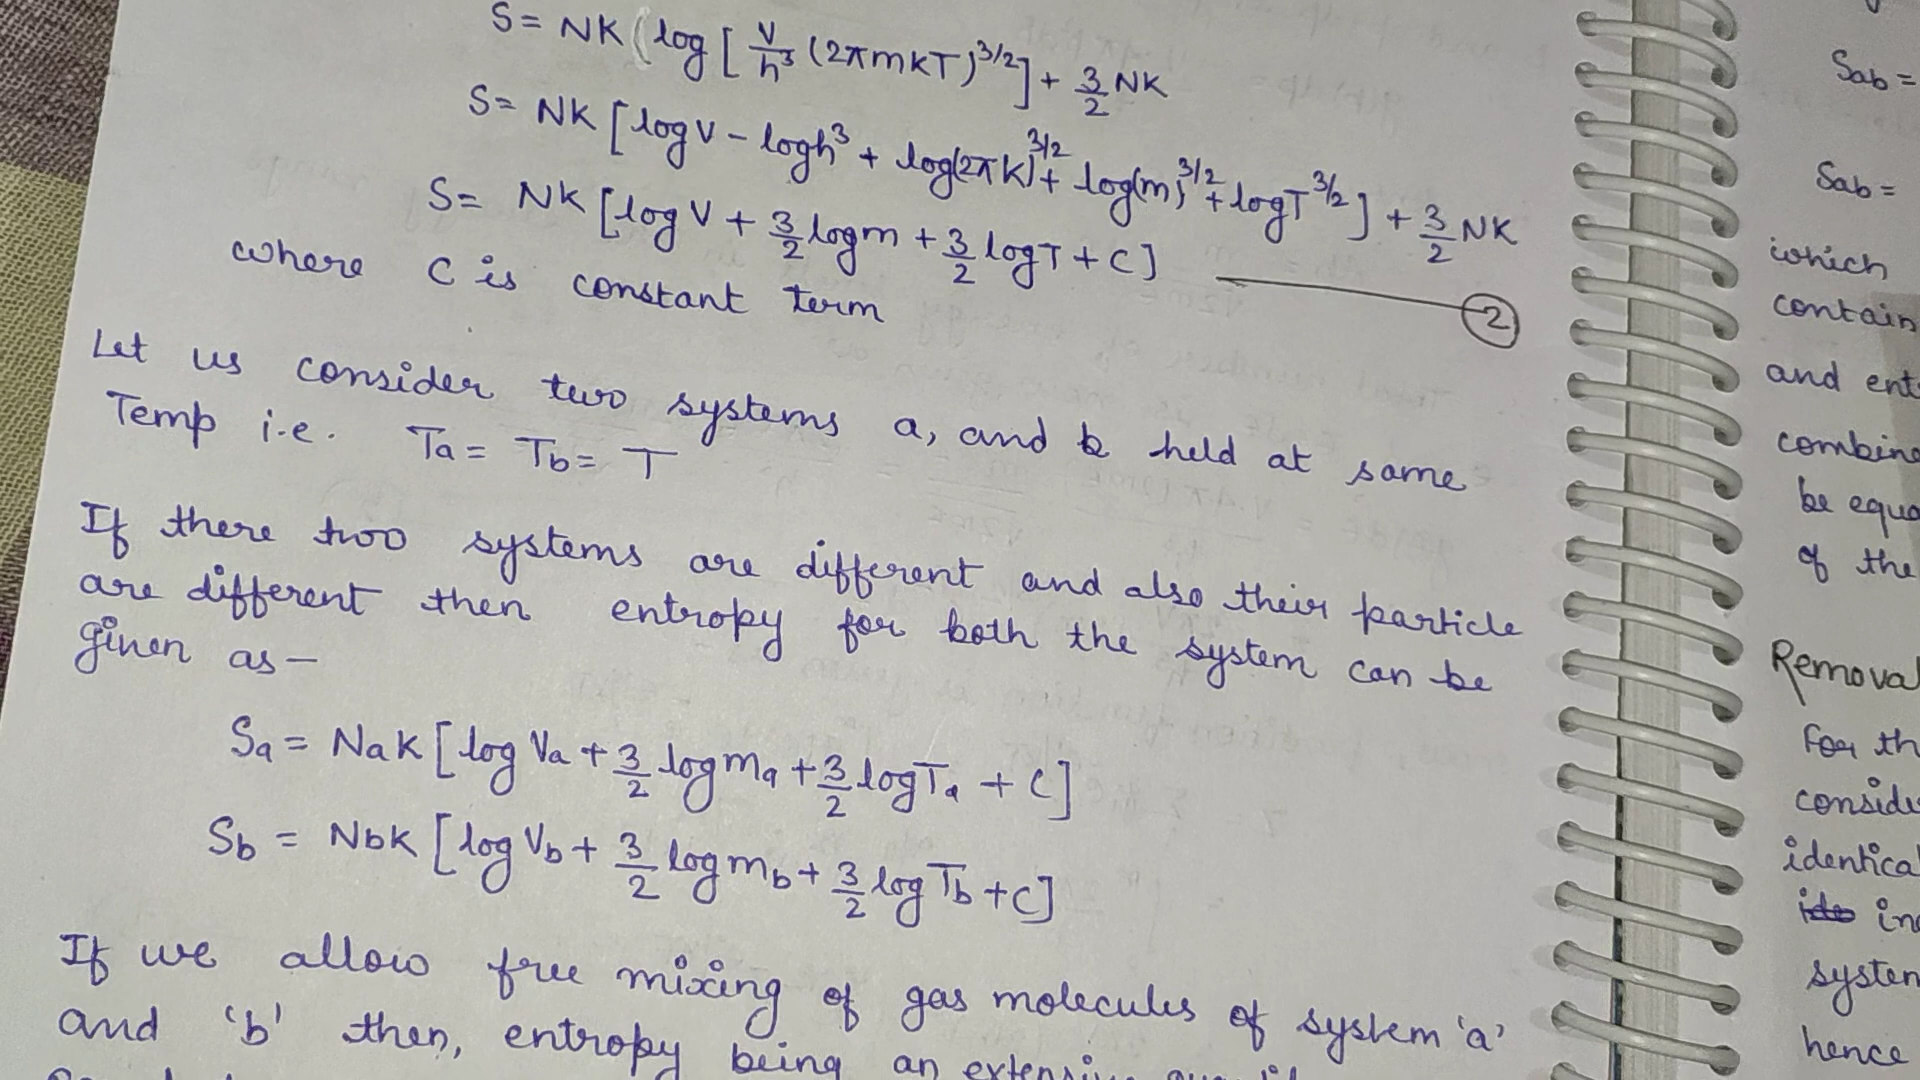 S = NK (log [ V/h³ (2πmKT)^3/2 ] + 3/2 NK
S = NK [log V - log h³ + log(2πK)^3/2 + log(m)^3/2 + log T^3/2 ] + 3/2 NK
S = NK [log V + 3/2 log m + 3/2 log T + C] ——— ②
where C is constant term
Let us consider two systems a, and b held at same
Temp i.e. Ta = Tb = T
If there two systems are different and also their particle
are different then entropy for both the system can be
given as —
Sa = NaK [log Va + 3/2 log ma + 3/2 log Ta + C]
Sb = NbK [log Vb + 3/2 log mb + 3/2 log Tb + C]
If we allow free mixing of gas molecules of system 'a'
and 'b' then, entropy being an
Sab =
Sab =
which
contain
and
combine
be
of the
Removal
For
identical
system
hence